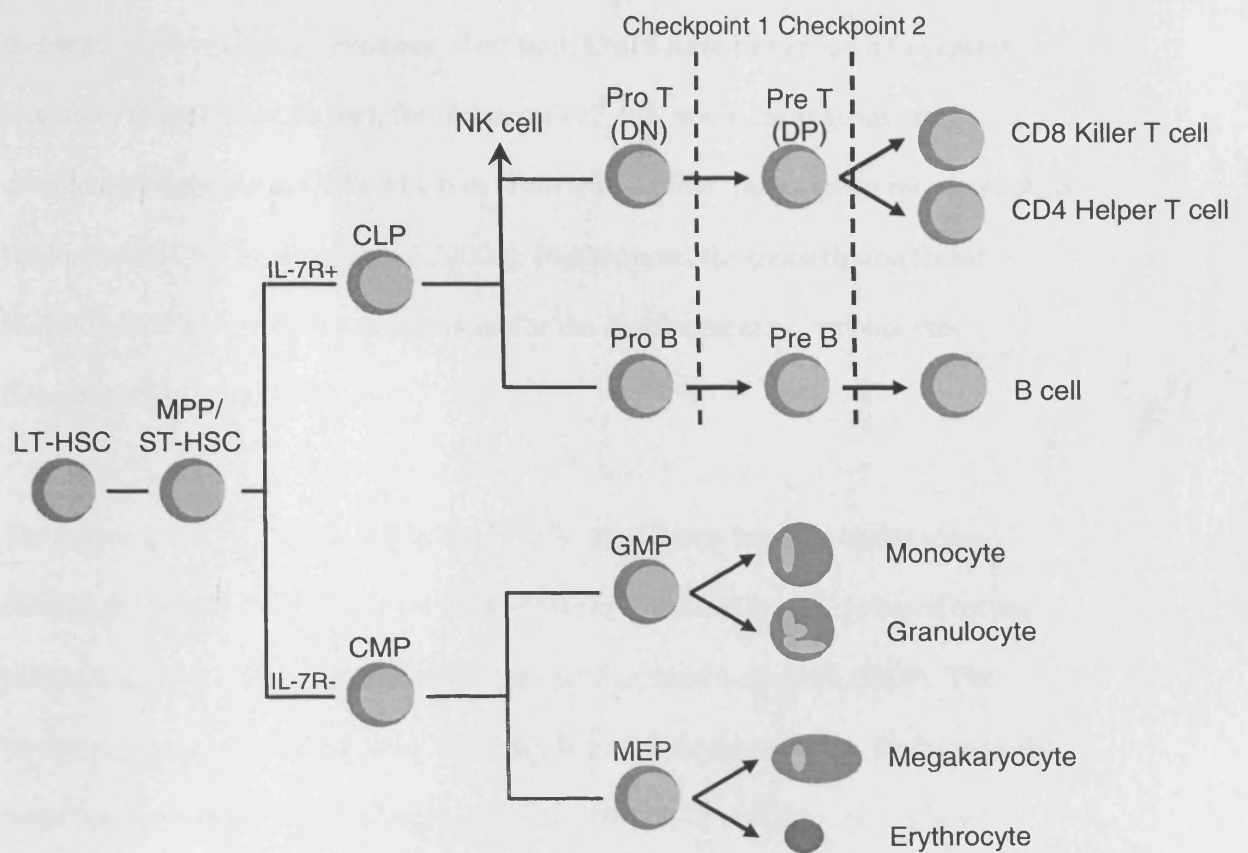 Checkpoint 1 Checkpoint 2
Pro T
(DN)
Pre T
(DP)
NK cell
CD8 Killer T cell
CD4 Helper T cell
CLP
IL-7R+
Pro B
Pre B
B cell
MPP/
LT-HSC ST-HSC
GMP
Monocyte
Granulocyte
CMP
IL-7R-
MEP
Megakaryocyte
Erythrocyte